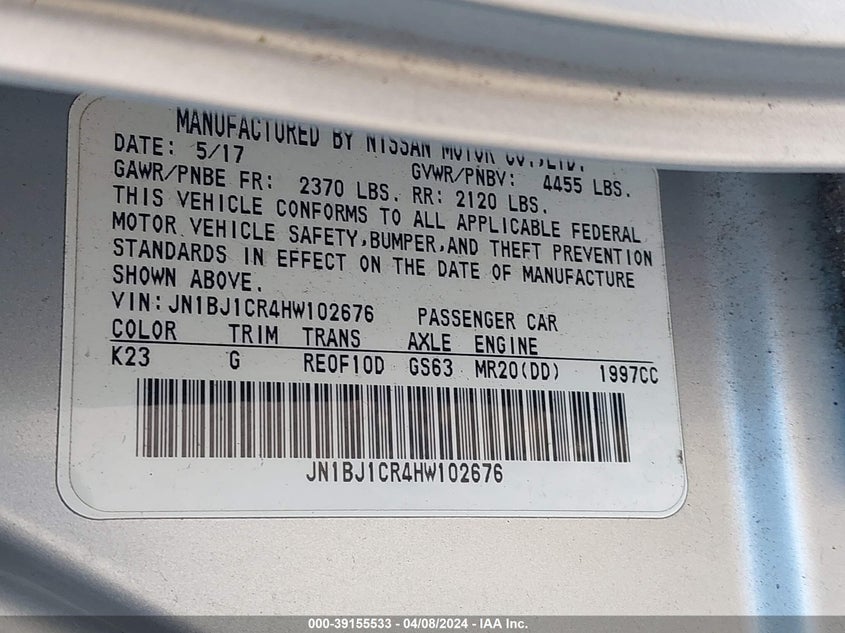 MANUFACTURED BY NISSAN MOTOR CO.,LTD.
DATE: 5/17 GVWR/PNBV: 4455 LBS.
GAWR/PNBE FR: 2370 LBS. RR: 2120 LBS.
THIS VEHICLE CONFORMS TO ALL APPLICABLE FEDERAL
MOTOR VEHICLE SAFETY,BUMPER,AND THEFT PREVENTION
STANDARDS IN EFFECT ON THE DATE OF MANUFACTURE
SHOWN ABOVE.
VIN:JN1BJ1CR4HW102676 PASSENGER CAR
COLOR TRIM TRANS AXLE ENGINE
K23 G RE0F10D GS63 MR20(DD) 1997CC
JN1BJ1CR4HW102676
000-39155533 - 04/08/2024 - IAA Inc.